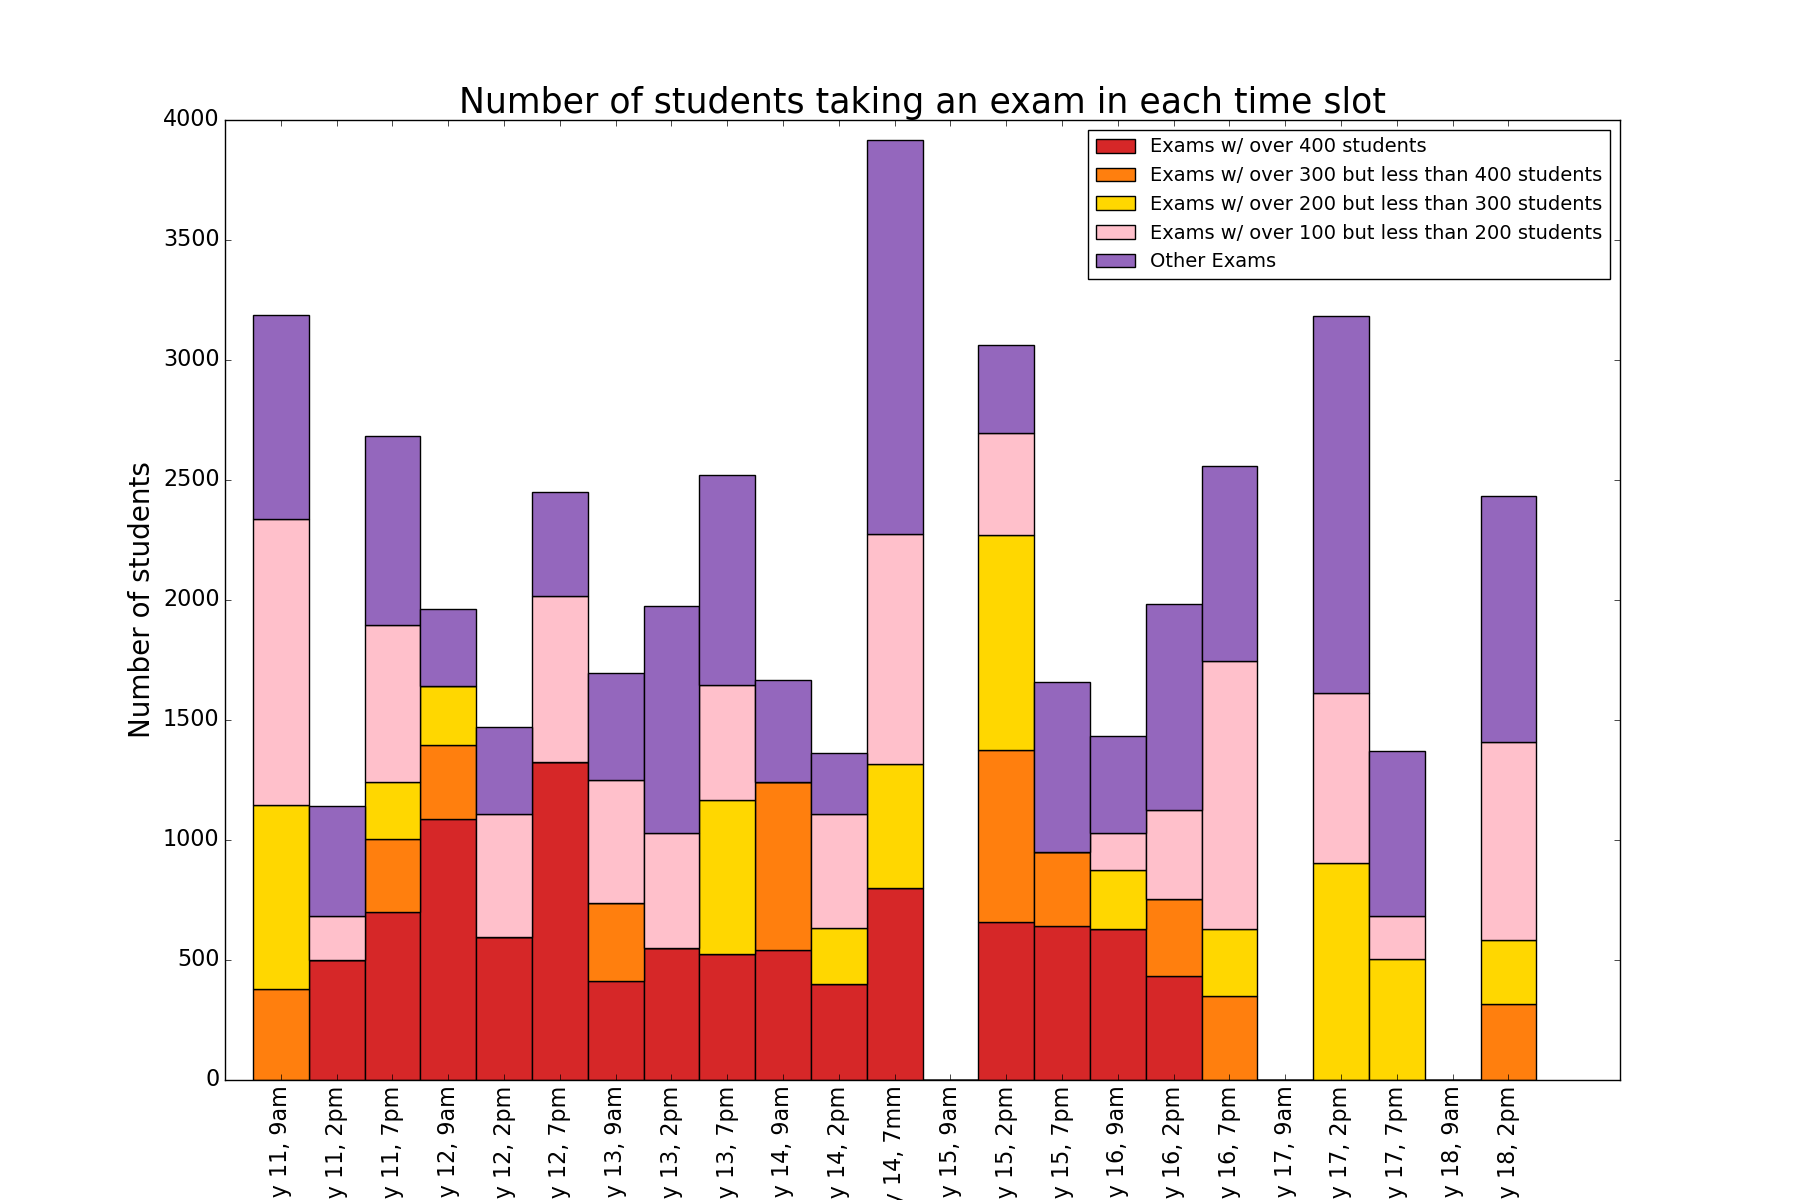 Number of students taking an exam in each time slot
Exams w/ over 400 students
Exams w/ over 300 but less than 400 students
Exams w/ over 200 but less than 300 students
Exams w/ over 100 but less than 200 students
Other Exams
Number of students
4000
3500
3000
2500
2000
1500
1000
500
0
y 11, 9am
y 11, 2pm
y 11, 7pm
y 12, 9am
y 12, 2pm
y 12, 7pm
y 13, 9am
y 13, 2pm
y 13, 7pm
y 14, 9am
y 14, 2pm
y 14, 7mm
y 15, 9am
y 15, 2pm
y 15, 7pm
y 16, 9am
y 16, 2pm
y 16, 7pm
y 17, 9am
y 17, 2pm
y 17, 7pm
y 18, 9am
y 18, 2pm